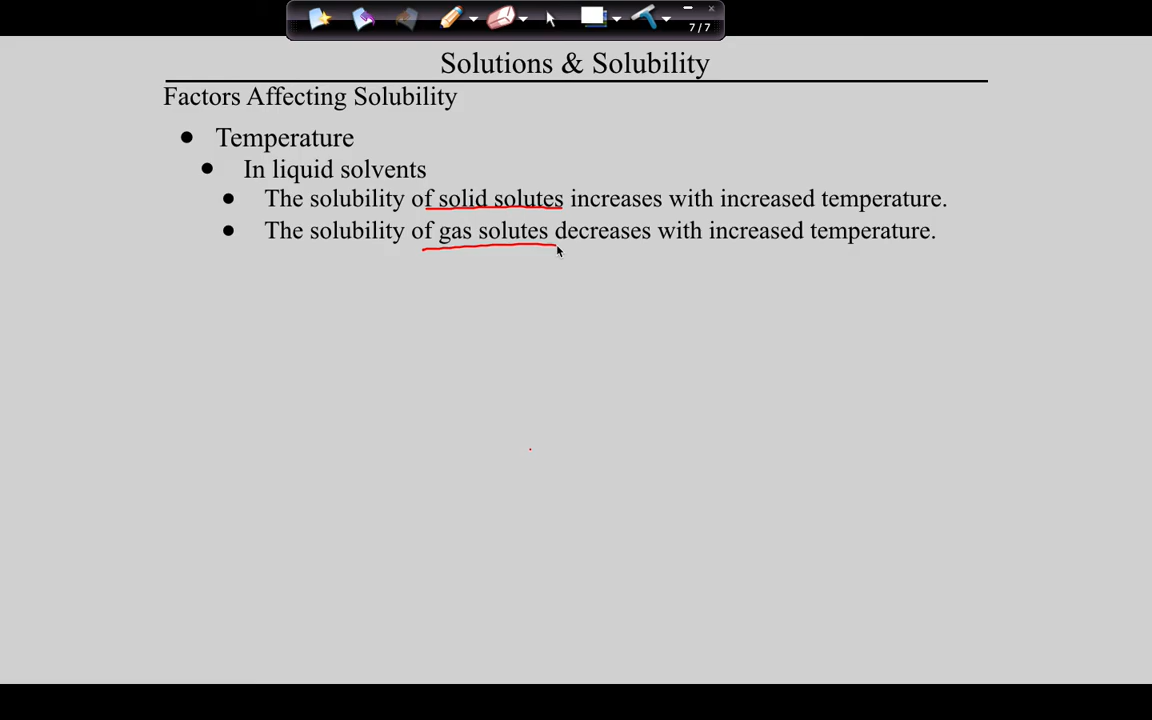 7/7
Solutions & Solubility
Factors Affecting Solubility
● Temperature
● In liquid solvents
● The solubility of solid solutes increases with increased temperature.
● The solubility of gas solutes decreases with increased temperature.